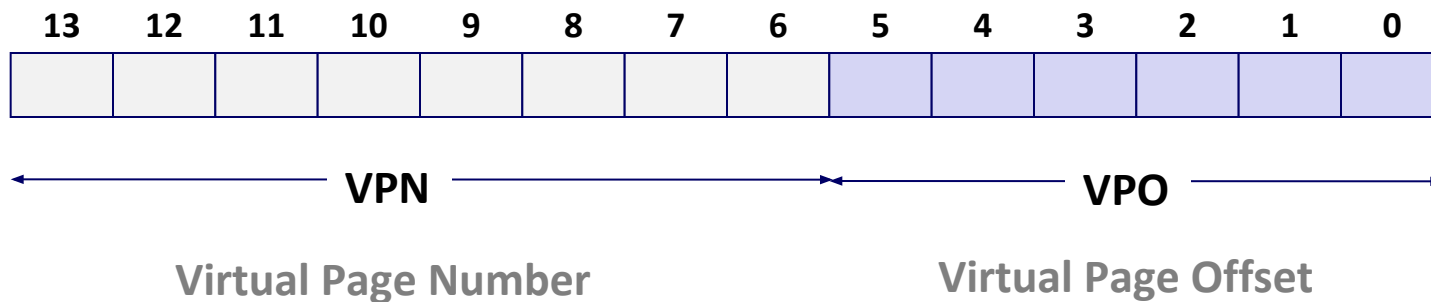 13 12 11 10 9 8 7 6 5 4 3 2 1 0
VPN VPO
Virtual Page Number Virtual Page Offset